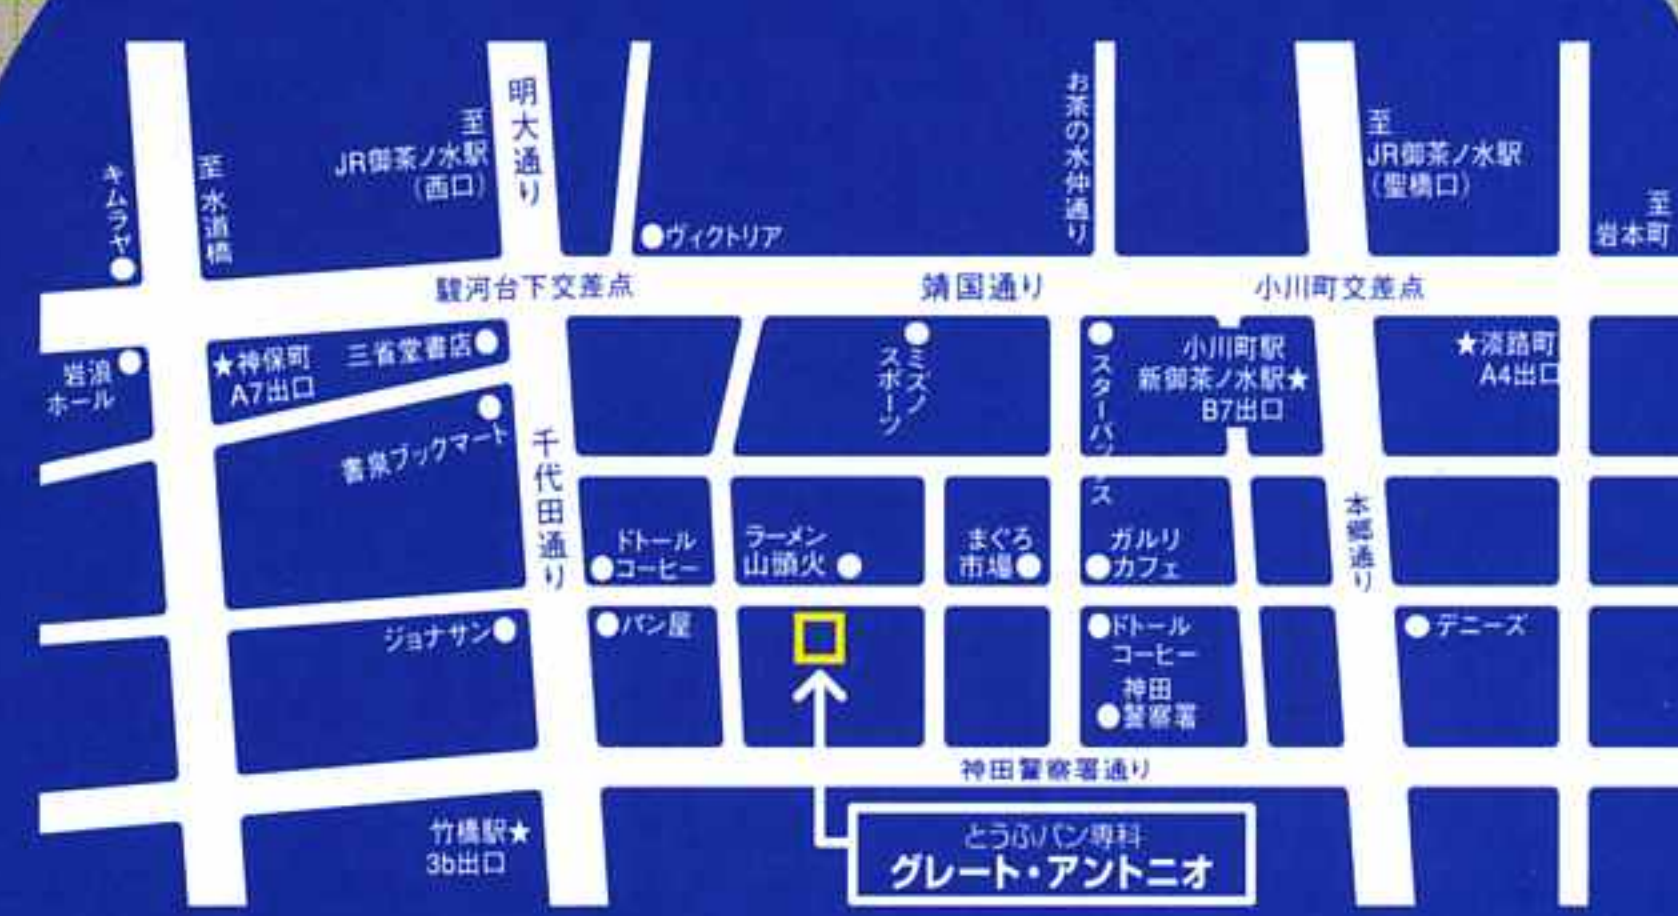 キムラヤ
至 水道橋
至
JR御茶ノ水駅
(西口)
明大通り
ヴィクトリア
お茶の水仲通り
至
JR御茶ノ水駅
(聖橋口)
至
岩本町
駿河台下交差点
靖国通り
小川町交差点
岩浪
ホール
★神保町
A7出口
三省堂書店
書泉ブックマート
千代田通り
ミズノ
スポーツ
スターバックス
小川町駅
新御茶ノ水駅★
B7出口
★淡路町
A4出口
本郷通り
ドトール
コーヒー
ラーメン
山頭火
まぐろ
市場
ガルリ
カフェ
ジョナサン
パン屋
ドトール
コーヒー
神田
警察署
デニーズ
神田警察署通り
竹橋駅★
3b出口
とうふパン専科
グレート・アントニオ